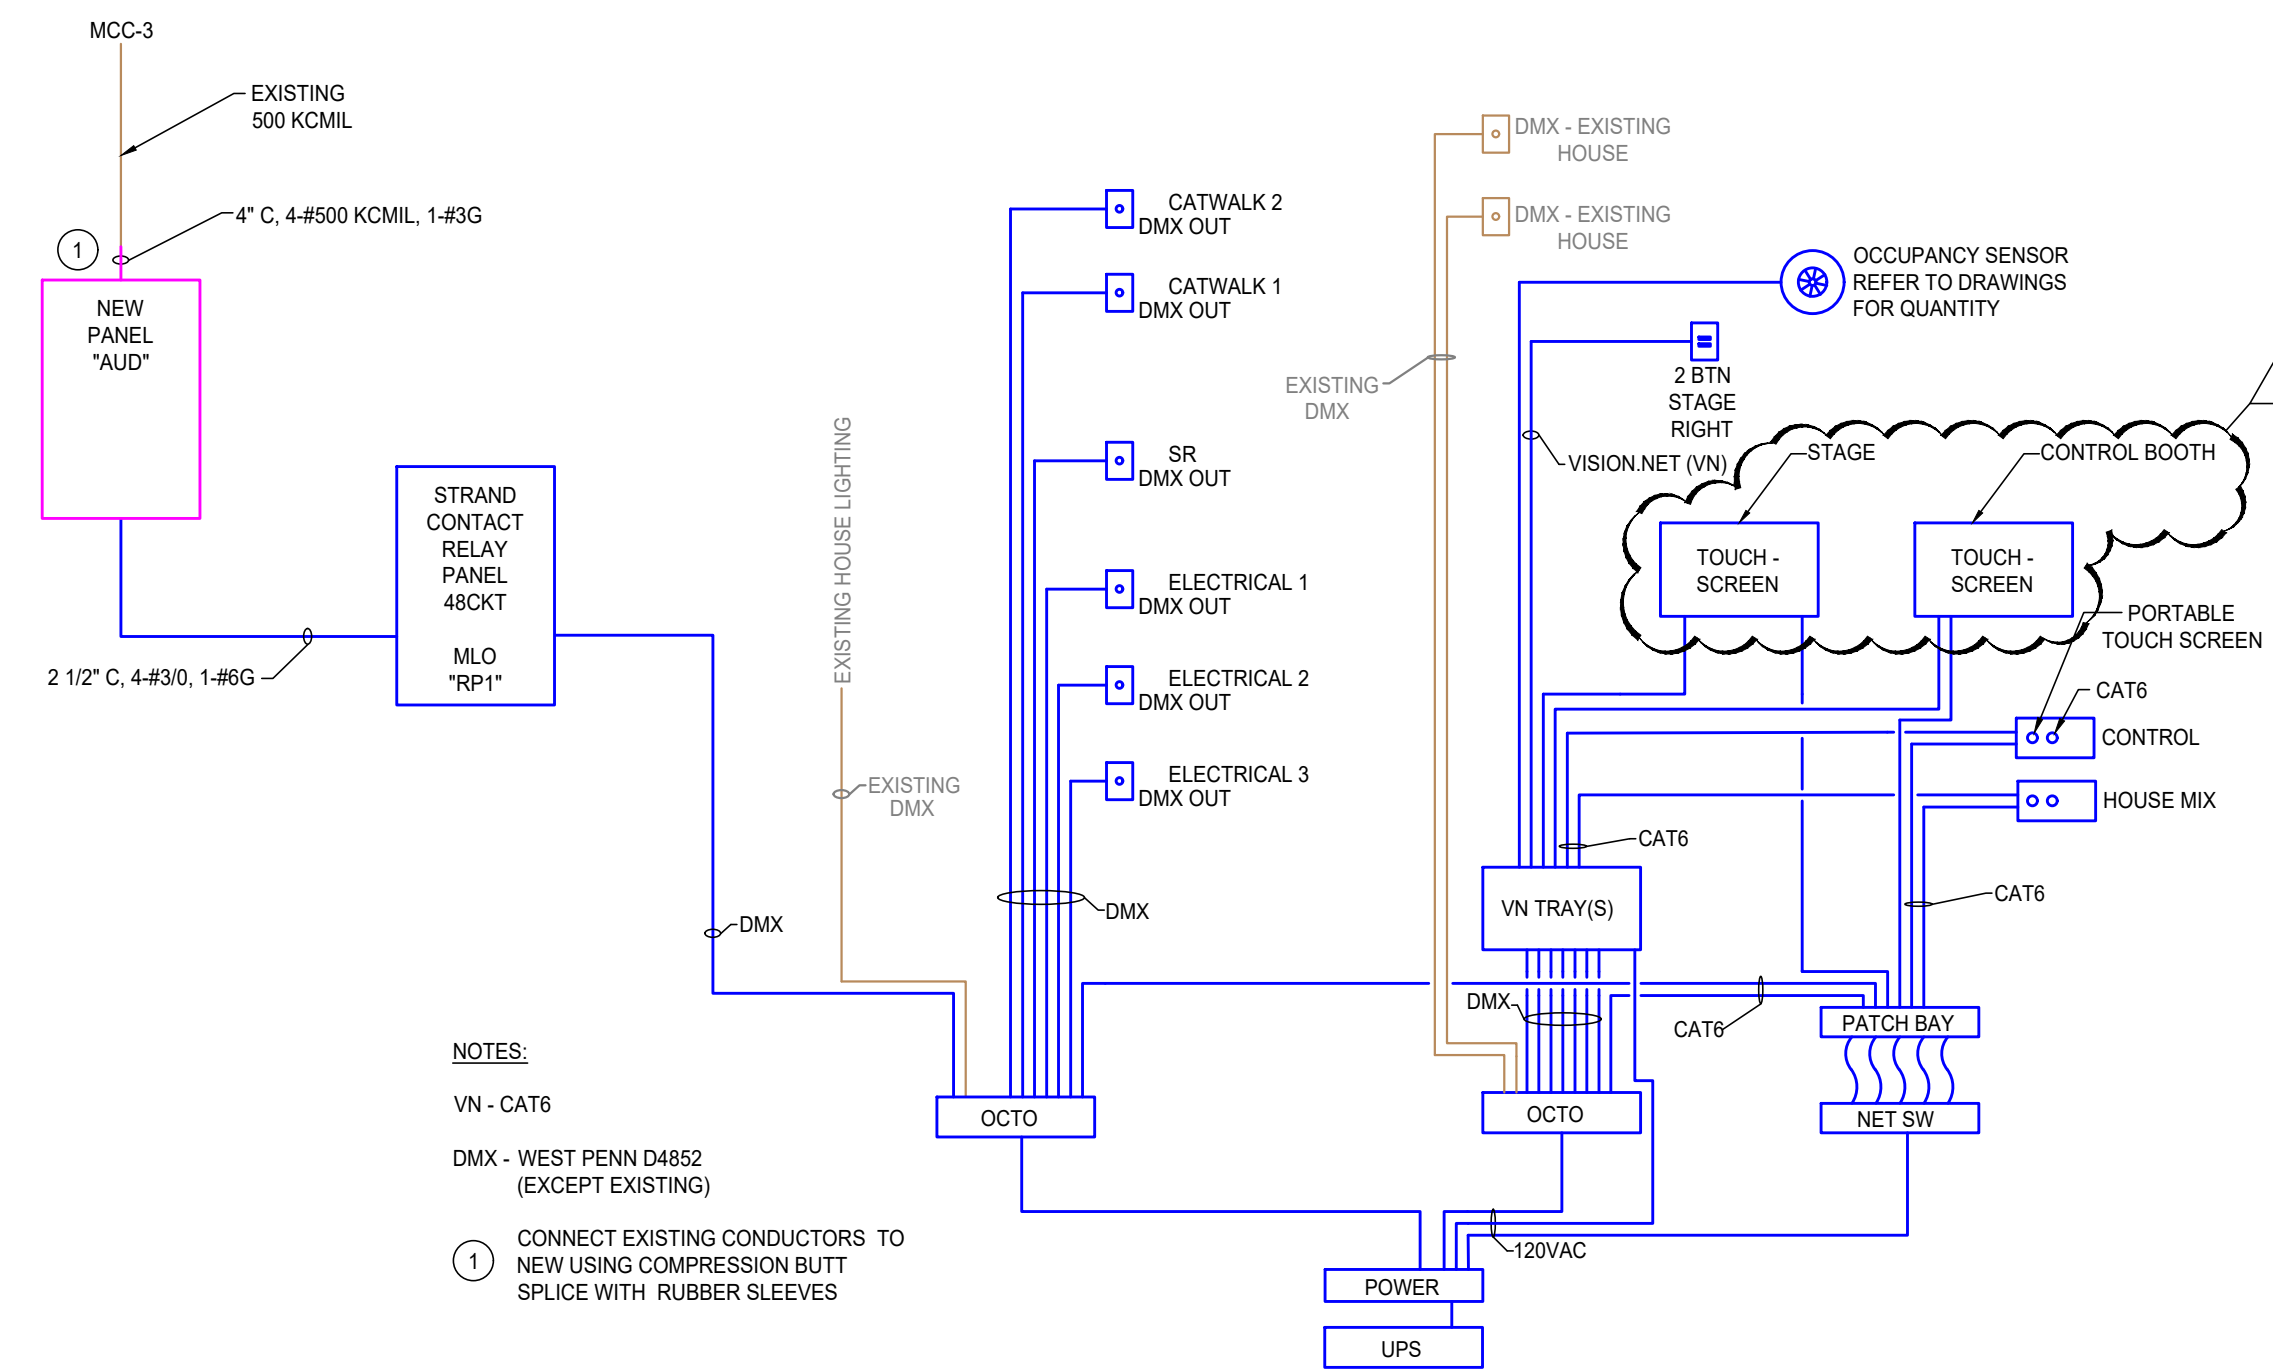 MCC-3
EXISTING
500 KCMIL
4" C, 4-#500 KCMIL, 1-#3G
1
NEW
PANEL
"AUD"
STRAND
CONTACT
RELAY
PANEL
48CKT
MLO
"RP1"
2 1/2" C, 4-#3/0, 1-#6G
DMX
EXISTING HOUSE LIGHTING
EXISTING
DMX
CATWALK 2
DMX OUT
CATWALK 1
DMX OUT
SR
DMX OUT
ELECTRICAL 1
DMX OUT
ELECTRICAL 2
DMX OUT
ELECTRICAL 3
DMX OUT
DMX
OCTO
DMX - EXISTING
HOUSE
DMX - EXISTING
HOUSE
EXISTING
DMX
OCCUPANCY SENSOR
REFER TO DRAWINGS
FOR QUANTITY
2 BTN
STAGE
RIGHT
VISION.NET (VN)
STAGE
CONTROL BOOTH
TOUCH -
SCREEN
TOUCH -
SCREEN
PORTABLE
TOUCH SCREEN
CAT6
CONTROL
HOUSE MIX
CAT6
VN TRAY(S)
CAT6
DMX
CAT6
PATCH BAY
OCTO
NET SW
120VAC
POWER
UPS
NOTES:
VN - CAT6
DMX - WEST PENN D4852
(EXCEPT EXISTING)
1
CONNECT EXISTING CONDUCTORS TO
NEW USING COMPRESSION BUTT
SPLICE WITH RUBBER SLEEVES